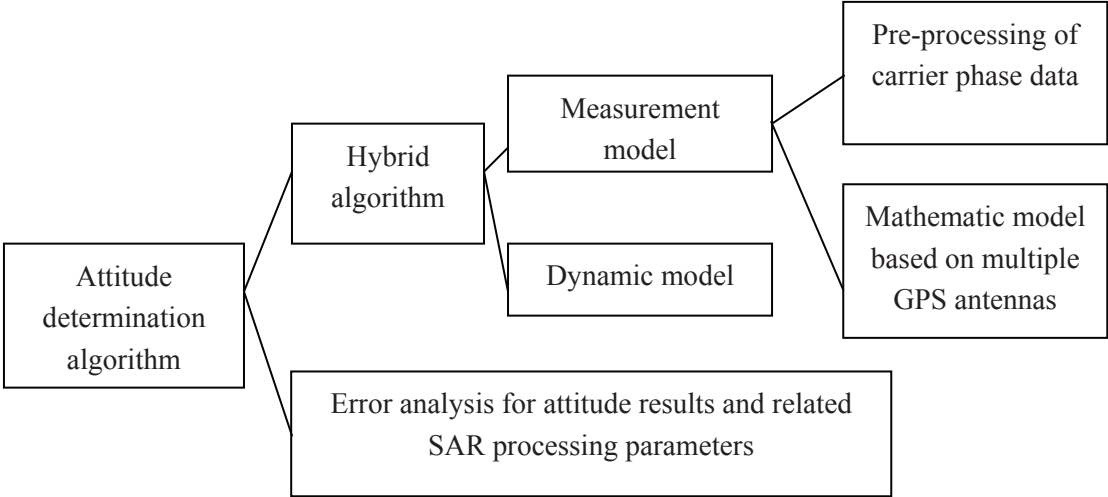 Pre-processing of
carrier phase data
Measurement
model
Hybrid
algorithm
Mathematic model
based on multiple
GPS antennas
Dynamic model
Attitude
determination
algorithm
Error analysis for attitude results and related
SAR processing parameters